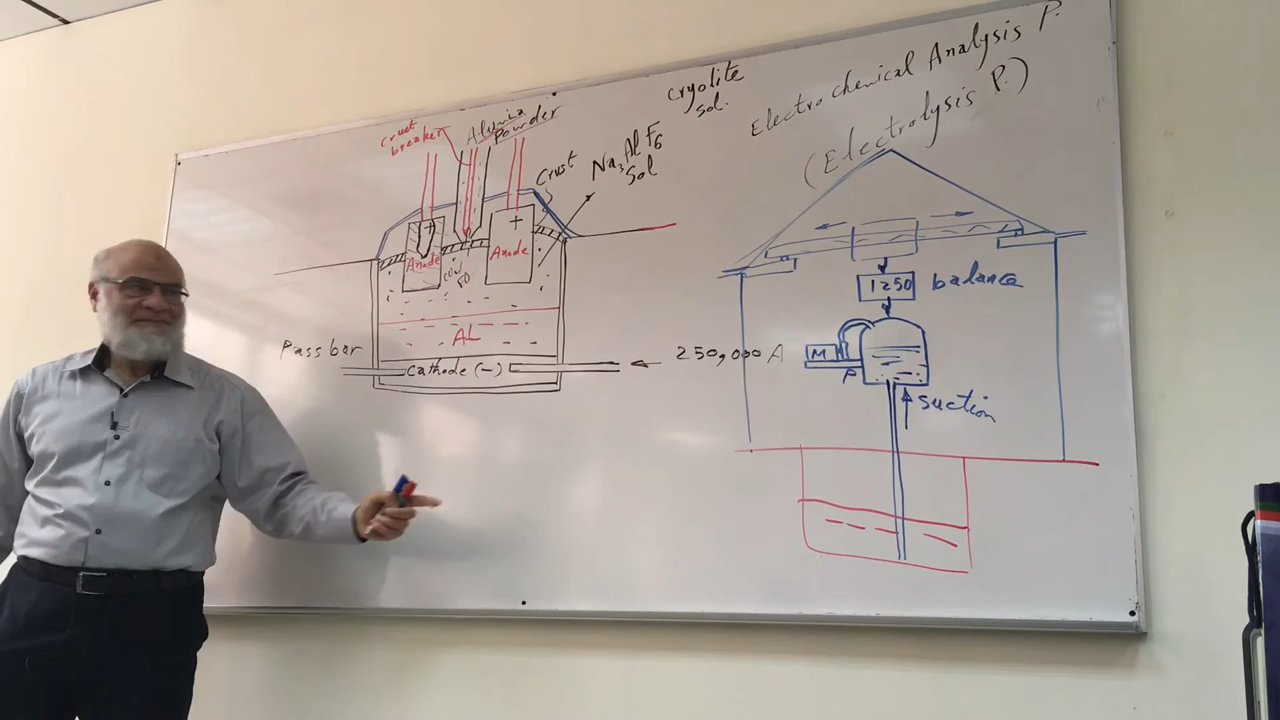 Electrochemical Analysis P.
(Electrolysis P.)
Cryolite
sol.
Crust
breaker
Alumia
Powder
Crust
Na₃AlF₆
Sol
+
+
Anode
Anode
AL
Pass bar
Cathode (-)
250,000 A
1250
balance
M
P
suction